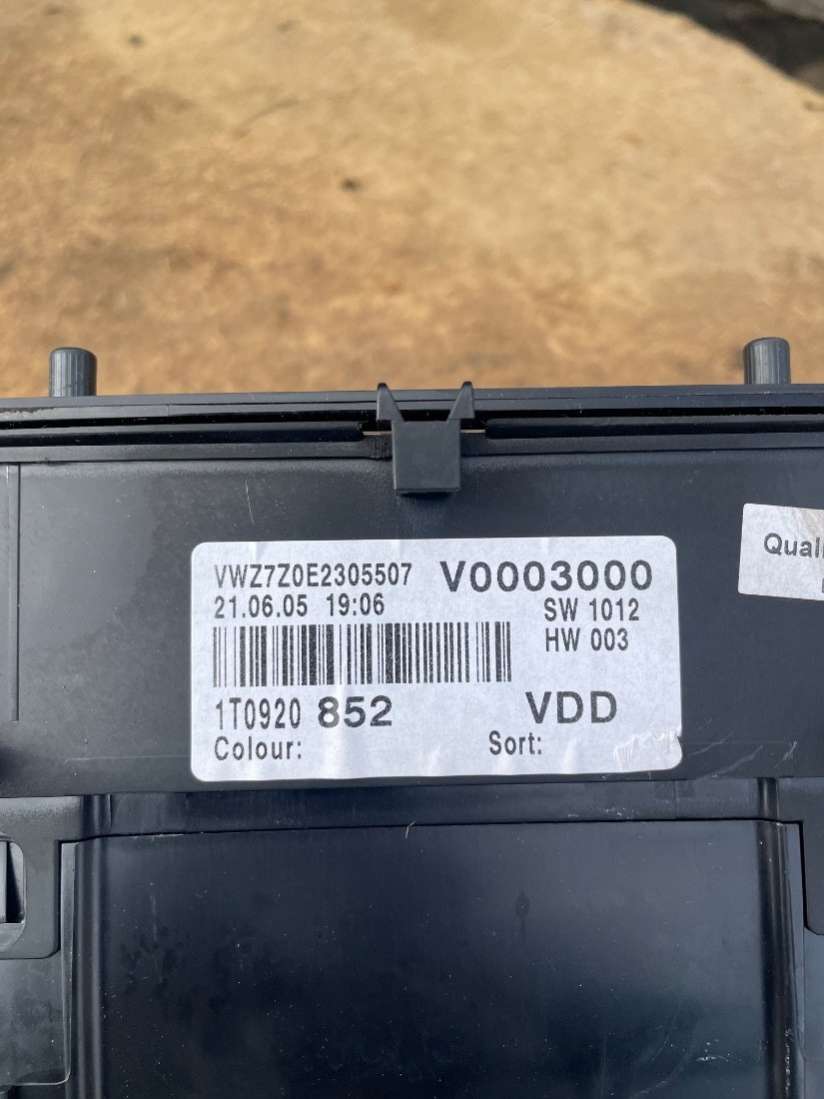 VWZ7Z0E2305507 V0003000
21.06.05 19:06 SW 1012
HW 003
1T0920 852 VDD
Colour: Sort: